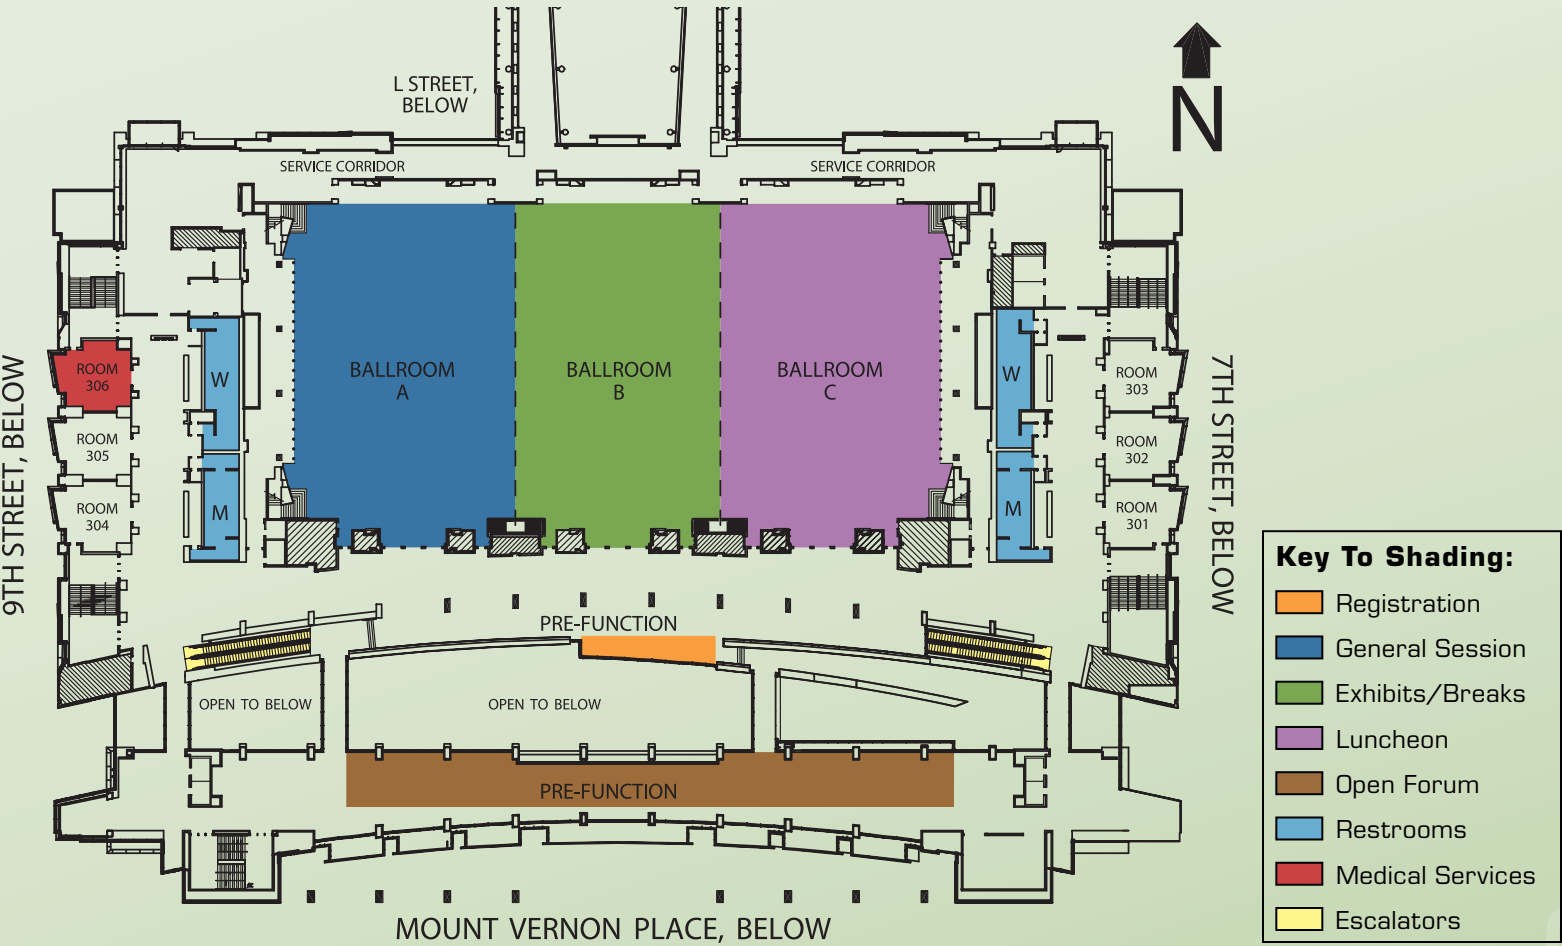 L STREET,
BELOW
N
SERVICE CORRIDOR
SERVICE CORRIDOR
9TH STREET, BELOW
ROOM
306
ROOM
305
ROOM
304
W
M
BALLROOM
A
BALLROOM
B
BALLROOM
C
W
M
ROOM
303
ROOM
302
ROOM
301
7TH STREET, BELOW
PRE-FUNCTION
OPEN TO BELOW
OPEN TO BELOW
PRE-FUNCTION
MOUNT VERNON PLACE, BELOW
Key To Shading:
Registration
General Session
Exhibits/Breaks
Luncheon
Open Forum
Restrooms
Medical Services
Escalators